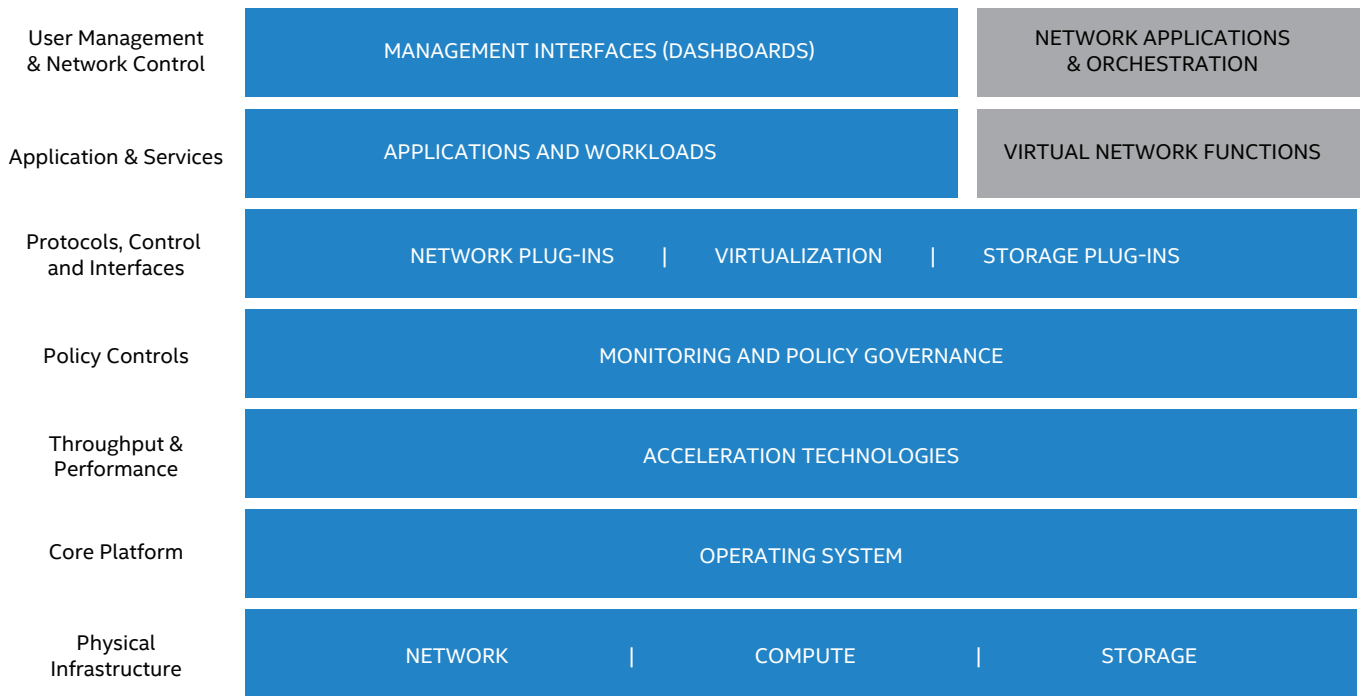 User Management
& Network Control
MANAGEMENT INTERFACES (DASHBOARDS)
NETWORK APPLICATIONS
& ORCHESTRATION
Application & Services
APPLICATIONS AND WORKLOADS
VIRTUAL NETWORK FUNCTIONS
Protocols, Control
and Interfaces
NETWORK PLUG-INS | VIRTUALIZATION | STORAGE PLUG-INS
Policy Controls
MONITORING AND POLICY GOVERNANCE
Throughput &
Performance
ACCELERATION TECHNOLOGIES
Core Platform
OPERATING SYSTEM
Physical
Infrastructure
NETWORK | COMPUTE | STORAGE